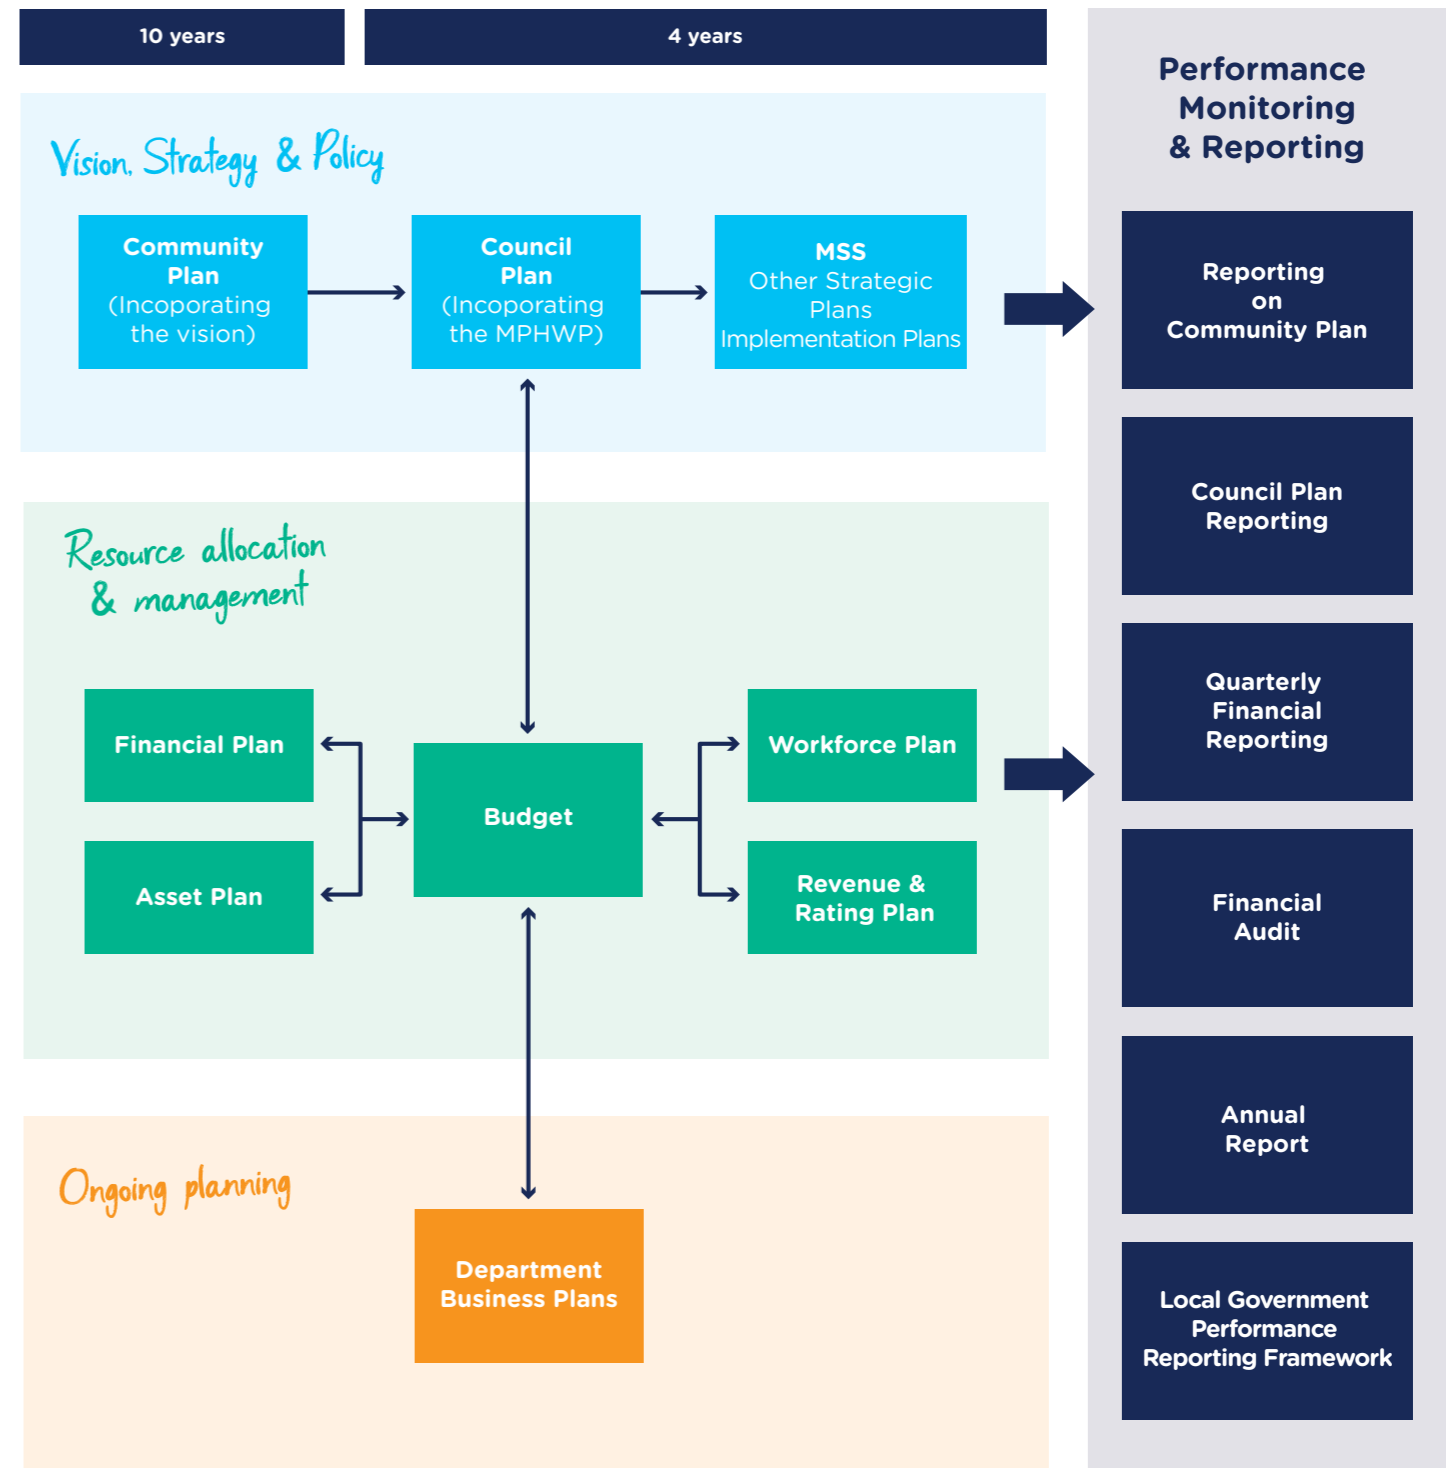 10 years
4 years
Vision, Strategy & Policy
Community
Plan
(Incoporating
the vision)
Council
Plan
(Incoporating
the MPHWP)
MSS
Other Strategic
Plans
Implementation Plans
Resource allocation
& management
Financial Plan
Asset Plan
Budget
Workforce Plan
Revenue &
Rating Plan
Ongoing planning
Department
Business Plans
Performance
Monitoring
& Reporting
Reporting
on
Community Plan
Council Plan
Reporting
Quarterly
Financial
Reporting
Financial
Audit
Annual
Report
Local Government
Performance
Reporting Framework